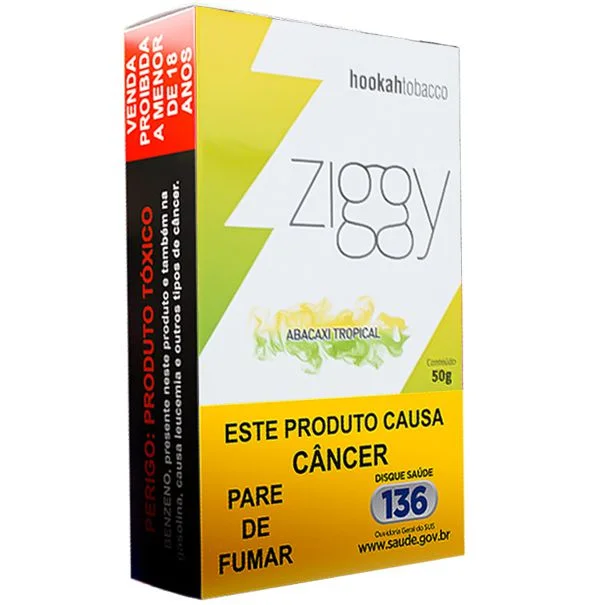 VENDA
PROIBIDA
A MENOR
DE 18
ANOS
PERIGO: PRODUTO TÓXICO
BENZENO, presente neste produto e também na
gasolina, causa leucemia e outros tipos de câncer.
hookahtobacco
ziggy
ABACAXI TROPICAL
Conteúdo
50g
ESTE PRODUTO CAUSA
CÂNCER
PARE
DE
FUMAR
DISQUE SAÚDE
136
Ouvidoria Geral do SUS
www.saude.gov.br